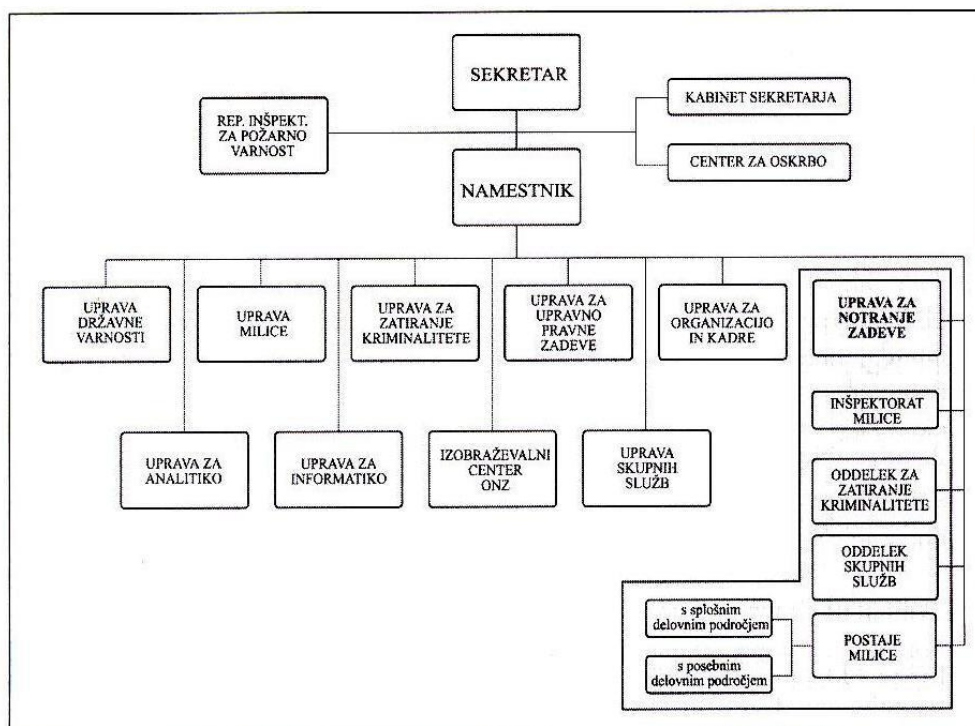 SEKRETAR
REP. INŠPEKT.
ZA POŽARNO
VARNOST
KABINET SEKRETARJA
CENTER ZA OSKRBO
NAMESTNIK
UPRAVA
DRŽAVNE
VARNOSTI
UPRAVA
MILICE
UPRAVA ZA
ZATIRANJE
KRIMINALITETE
UPRAVA ZA
UPRAVNO
PRAVNE
ZADEVE
UPRAVA ZA
ORGANIZACIJO
IN KADRE
UPRAVA ZA
NOTRANJE
ZADEVE
UPRAVA ZA
ANALITIKO
UPRAVA ZA
INFORMATIKO
IZOBRAŽEVALNI
CENTER
ONZ
UPRAVA
SKUPNIH
SLUŽB
INŠPEKTORAT
MILICE
ODDELEK ZA
ZATIRANJE
KRIMINALITETE
ODDELEK
SKUPNIH
SLUŽB
POSTAJE
MILICE
s splošnim
delovnim področjem
s posebnim
delovnim področjem